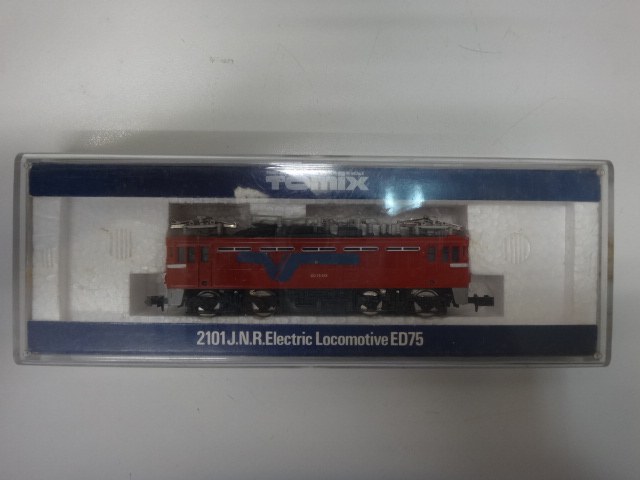 TOMIX
2101 J.N.R. Electric Locomotive ED75